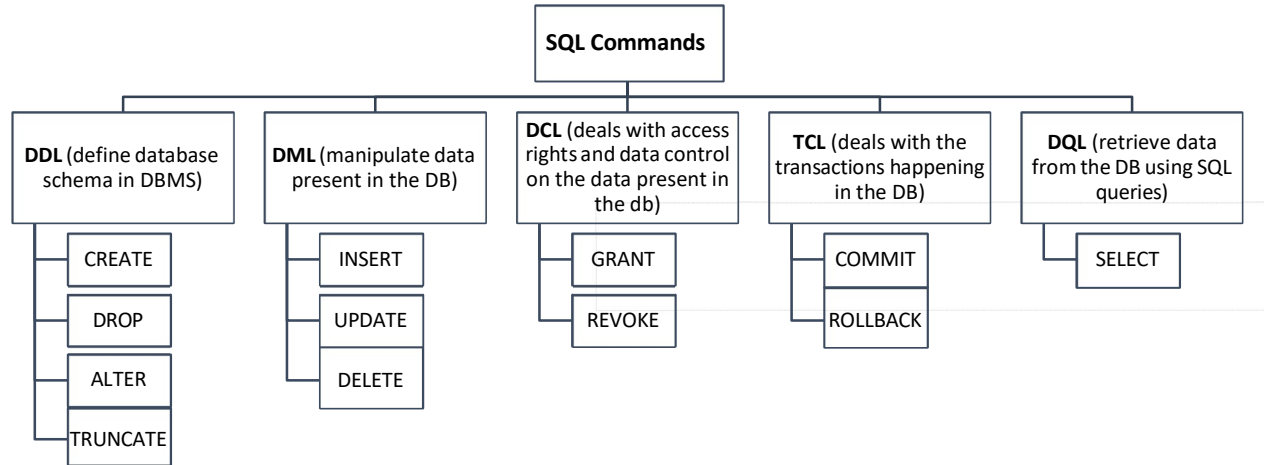 SQL Commands
DDL (define database
schema in DBMS)
CREATE
DROP
ALTER
TRUNCATE
DML (manipulate data
present in the DB)
INSERT
UPDATE
DELETE
DCL (deals with access
rights and data control
on the data present in
the db)
GRANT
REVOKE
TCL (deals with the
transactions happening
in the DB)
COMMIT
ROLLBACK
DQL (retrieve data
from the DB using SQL
queries)
SELECT